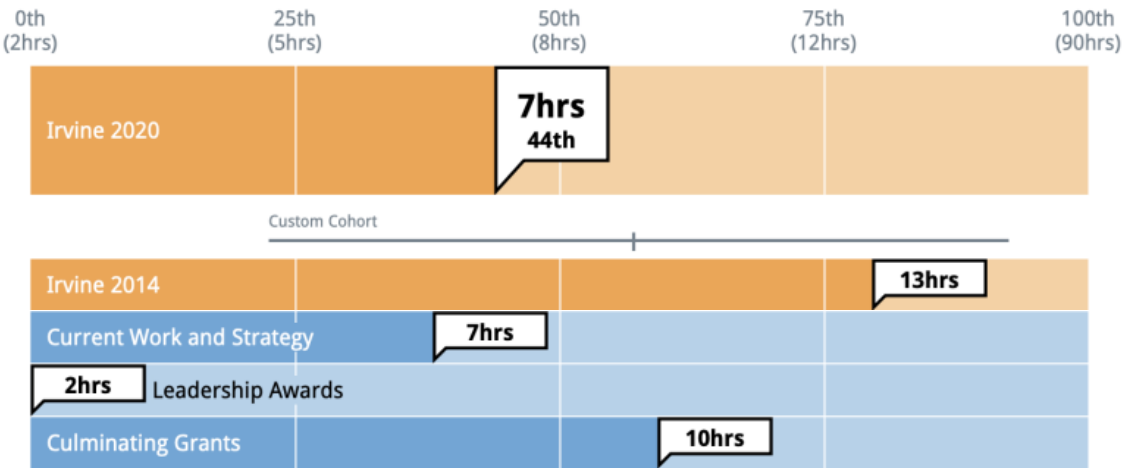 0th 25th 50th 75th 100th
(2hrs) (5hrs) (8hrs) (12hrs) (90hrs)
7hrs
Irvine 2020
44th
Custom Cohort
Irvine 2014 13hrs
Current Work and Strategy 7hrs
2hrs Leadership Awards
Culminating Grants 10hrs